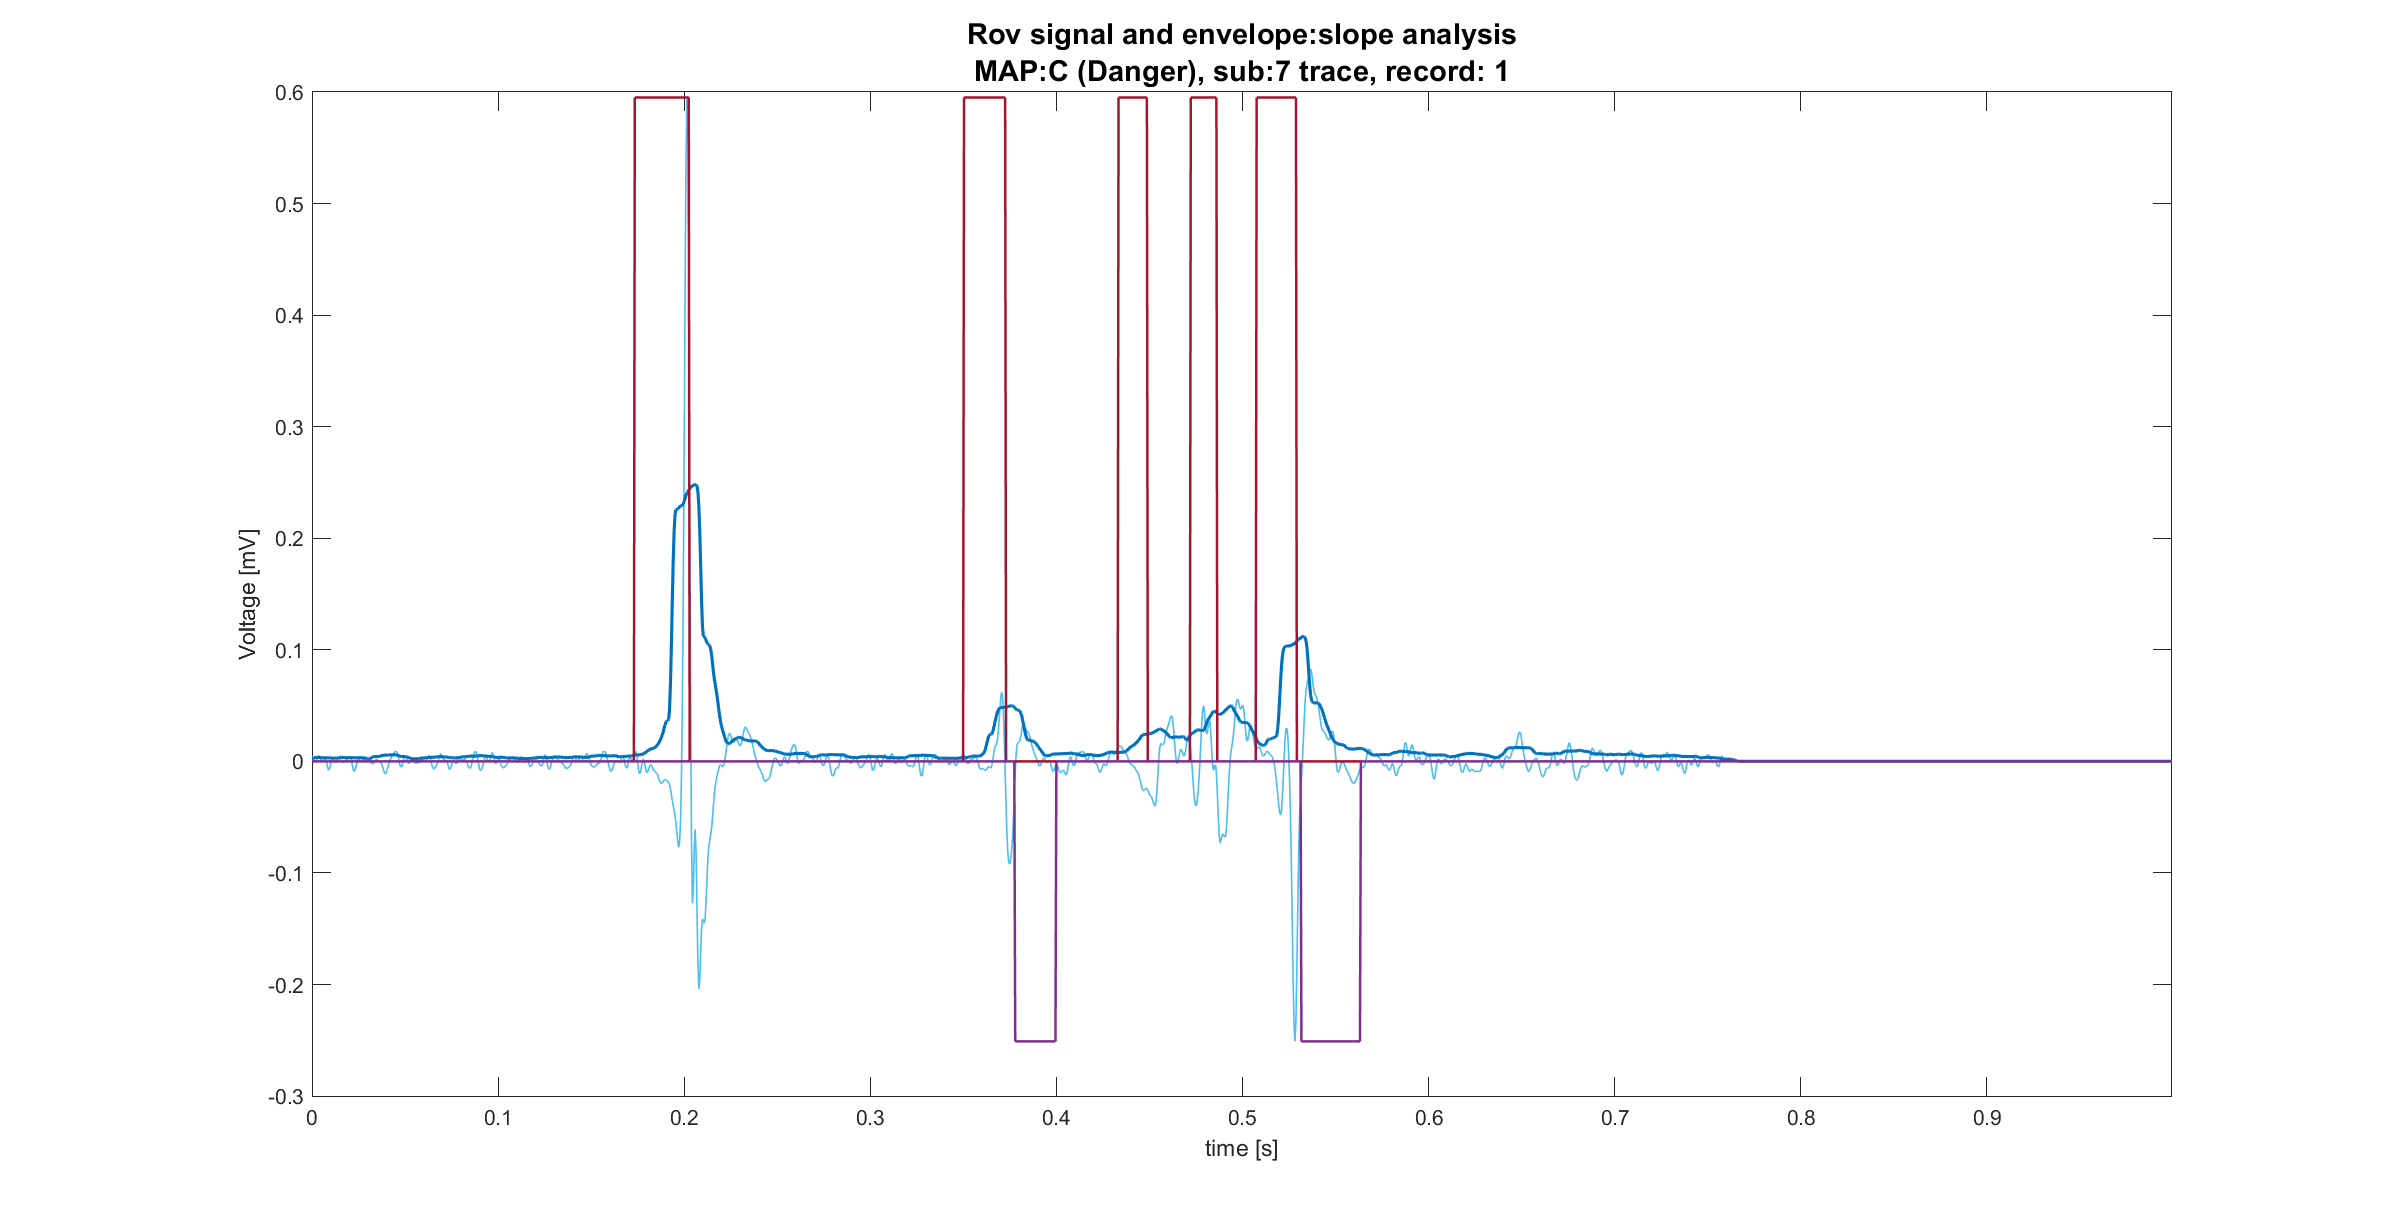 Rov signal and envelope:slope analysis
MAP:C (Danger), sub:7 trace, record: 1
0.6
0.5
0.4
0.3
0.2
0.1
0
-0.1
-0.2
-0.3
Voltage [mV]
0 0.1 0.2 0.3 0.4 0.5 0.6 0.7 0.8 0.9
time [s]